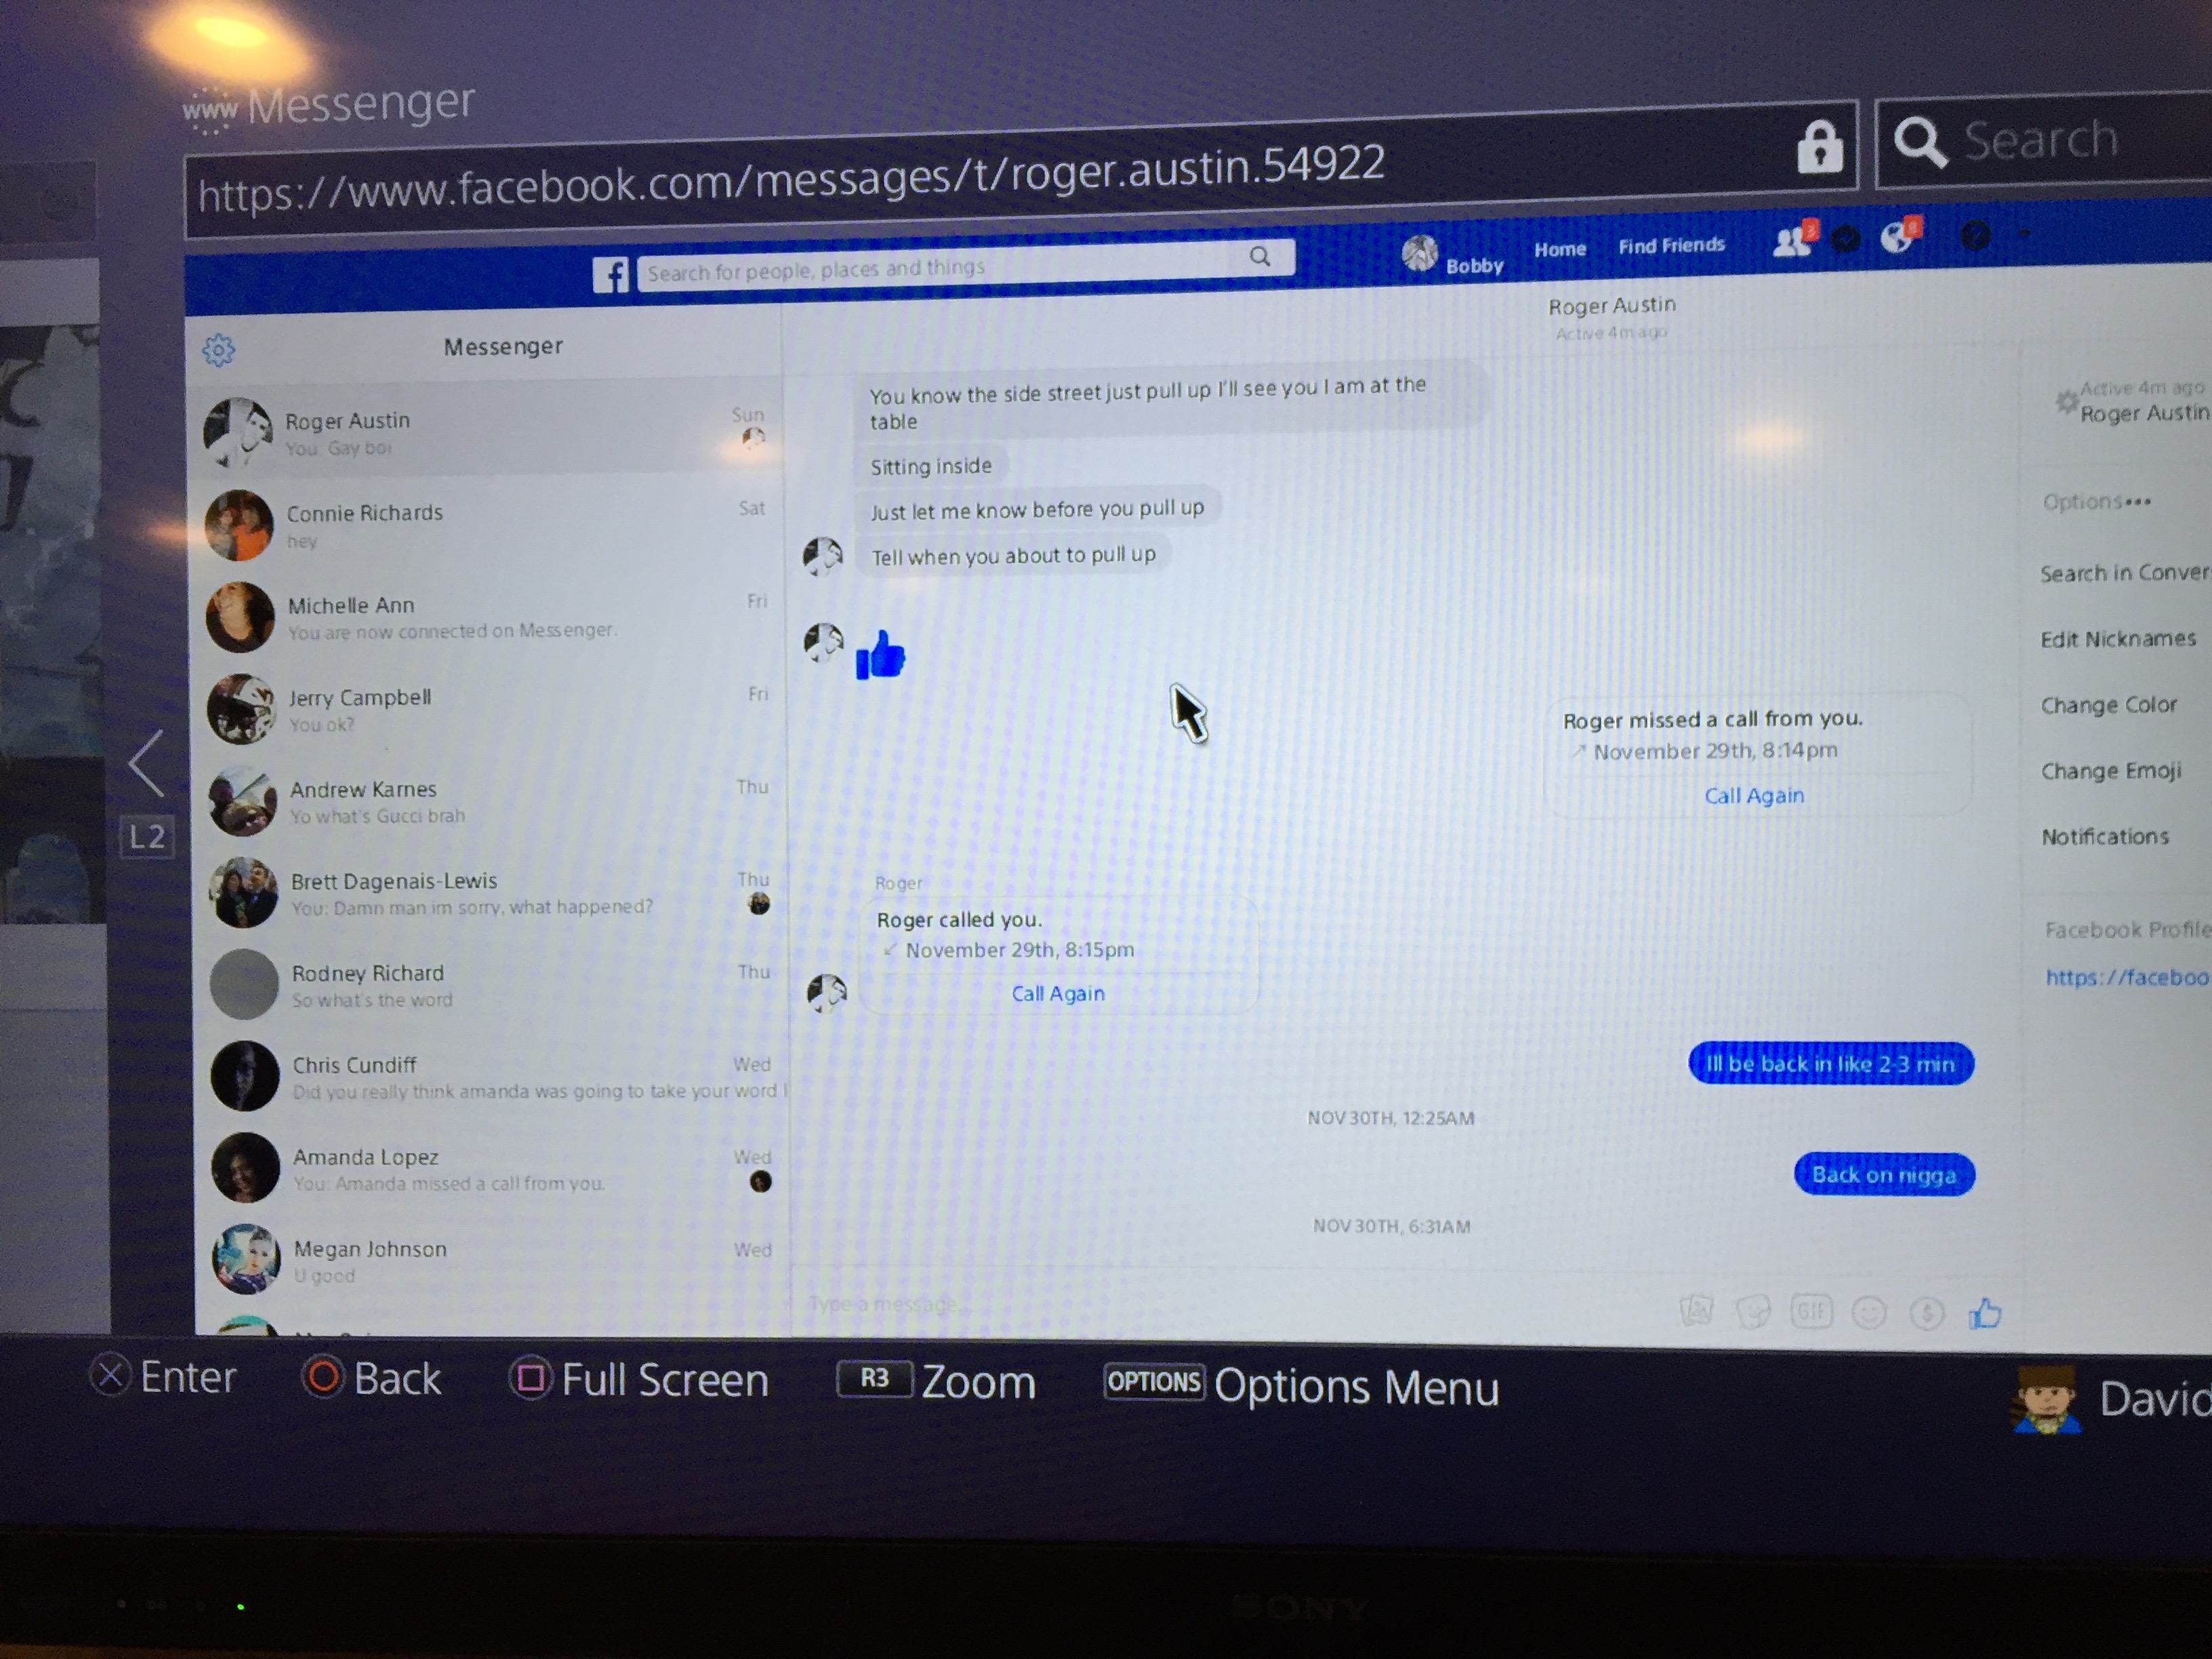 www Messenger
https://www.facebook.com/messages/t/roger.austin.54922
Search
Search for people, places and things
Bobby
Home
Find Friends
3
8
Messenger
Roger Austin
Active 4m ago
Roger Austin
Sun
You: Gay boi
Connie Richards
Sat
hey
Michelle Ann
Fri
You are now connected on Messenger.
Jerry Campbell
Fri
You ok?
Andrew Karnes
Thu
Yo what's Gucci brah
Brett Dagenais-Lewis
Thu
You: Damn man im sorry, what happened?
Rodney Richard
Thu
So what's the word
Chris Cundiff
Wed
Did you really think amanda was going to take your word
Amanda Lopez
Wed
You: Amanda missed a call from you.
Megan Johnson
Wed
U good
You know the side street just pull up I'll see you I am at the
table
Sitting inside
Just let me know before you pull up
Tell when you about to pull up
Roger missed a call from you.
November 29th, 8:14pm
Call Again
Roger
Roger called you.
November 29th, 8:15pm
Call Again
Ill be back in like 2-3 min
NOV 30TH, 12:25AM
Back on nigga
NOV 30TH, 6:31AM
Type a message...
GIF
$
Active 4m ago
Roger Austin
Options
Search in Conver
Edit Nicknames
Change Color
Change Emoji
Notifications
Facebook Profile
https://faceboo
L2
Enter
Back
Full Screen
R3 Zoom
OPTIONS Options Menu
David
SONY